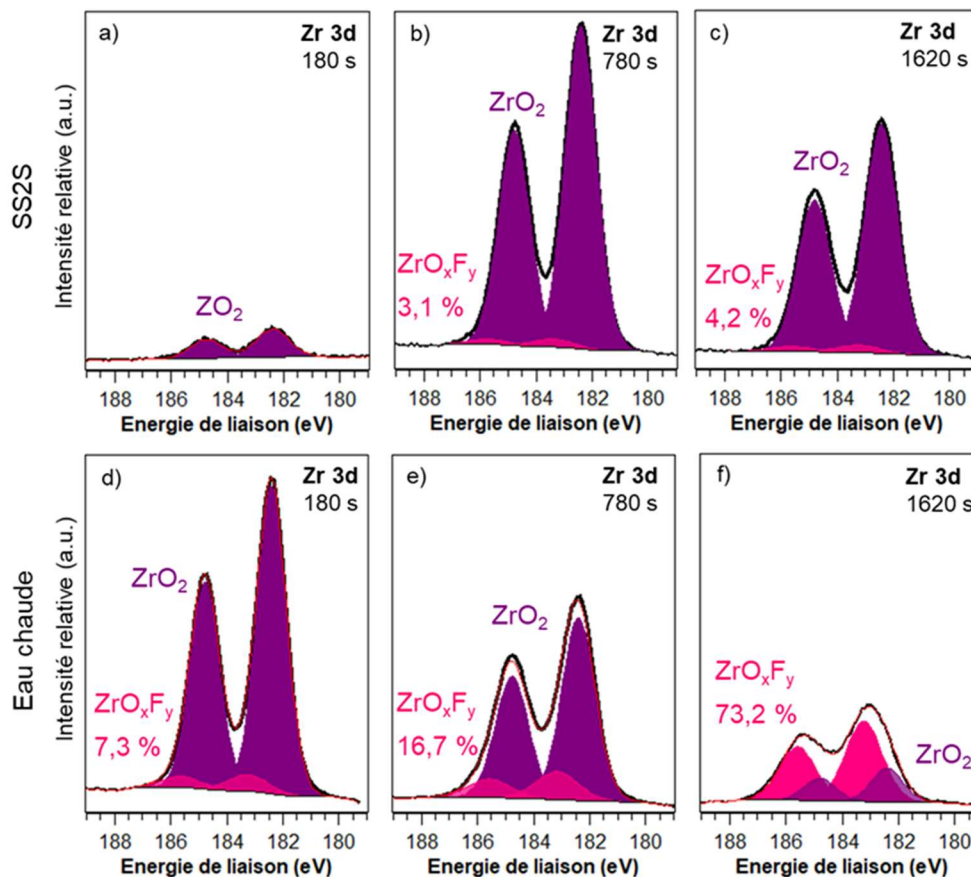 SS2S
Intensité relative (a.u.)
a)
Zr 3d
180 s
ZO₂
188 186 184 182 180
Energie de liaison (eV)
b)
Zr 3d
780 s
ZrO₂
ZrOₓFᵧ
3,1 %
188 186 184 182 180
Energie de liaison (eV)
c)
Zr 3d
1620 s
ZrO₂
ZrOₓFᵧ
4,2 %
188 186 184 182 180
Energie de liaison (eV)
Eau chaude
Intensité relative (a.u.)
d)
Zr 3d
180 s
ZrO₂
ZrOₓFᵧ
7,3 %
188 186 184 182 180
Energie de liaison (eV)
e)
Zr 3d
780 s
ZrO₂
ZrOₓFᵧ
16,7 %
188 186 184 182 180
Energie de liaison (eV)
f)
Zr 3d
1620 s
ZrOₓFᵧ
73,2 %
ZrO₂
188 186 184 182 180
Energie de liaison (eV)